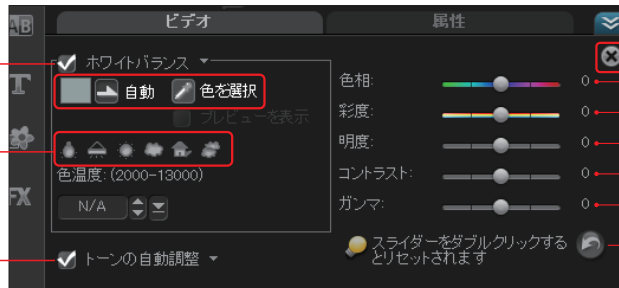 ビデオ
属性
AB
T
FX
ホワイトバランス
自動
色を選択
プレビューを表示
色温度: (2000-13000)
N/A
トーンの自動調整
色相: 0
彩度: 0
明度: 0
コントラスト: 0
ガンマ: 0
スライダーをダブルクリックする
とリセットされます